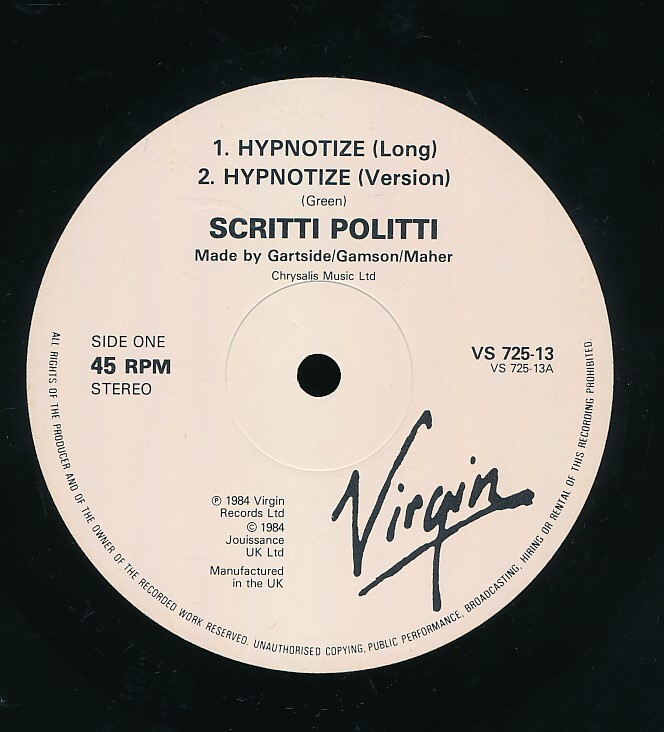 1. HYPNOTIZE (Long)
2. HYPNOTIZE (Version)
(Green)
SCRITTI POLITTI
Made by Gartside/Gamson/Maher
Chrysalis Music Ltd
SIDE ONE
45 RPM
STEREO
VS 725-13
VS 725-13A
℗ 1984 Virgin
Records Ltd
© 1984
Jouissance
UK Ltd
Manufactured
in the UK
Virgin
ALL RIGHTS OF THE PRODUCER AND OF THE OWNER OF THE RECORDED WORK RESERVED. UNAUTHORISED COPYING, PUBLIC PERFORMANCE, BROADCASTING, HIRING OR RENTAL OF THIS RECORDING PROHIBITED